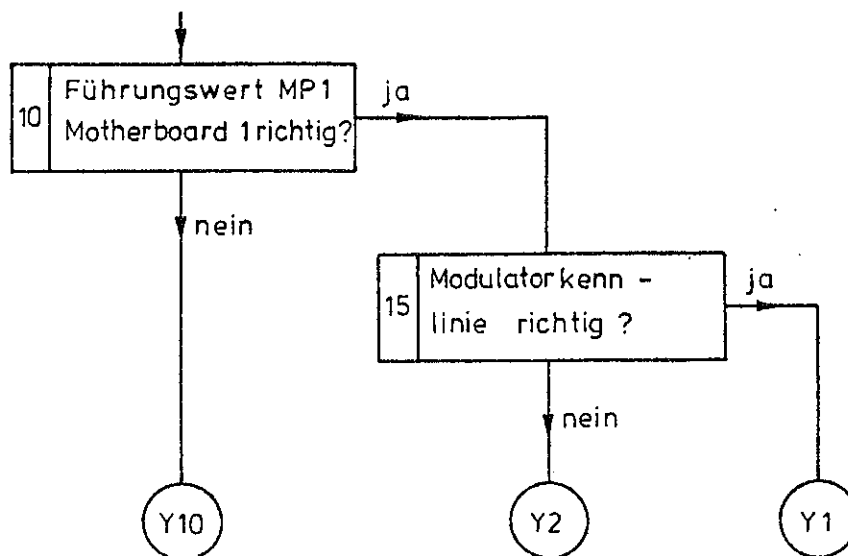 10
Führungswert MP1
Motherboard 1 richtig?
ja
nein
15
Modulatorkenn -
linie richtig ?
ja
nein
Y10
Y2
Y1